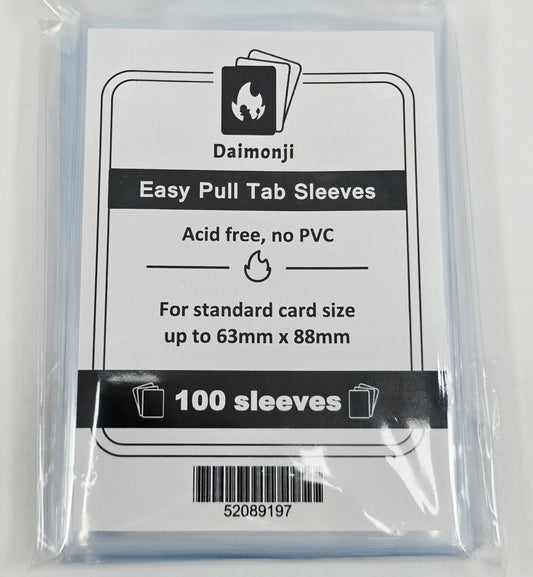 Daimonji
Easy Pull Tab Sleeves
Acid free, no PVC
For standard card size
up to 63mm x 88mm
100 sleeves
52089197